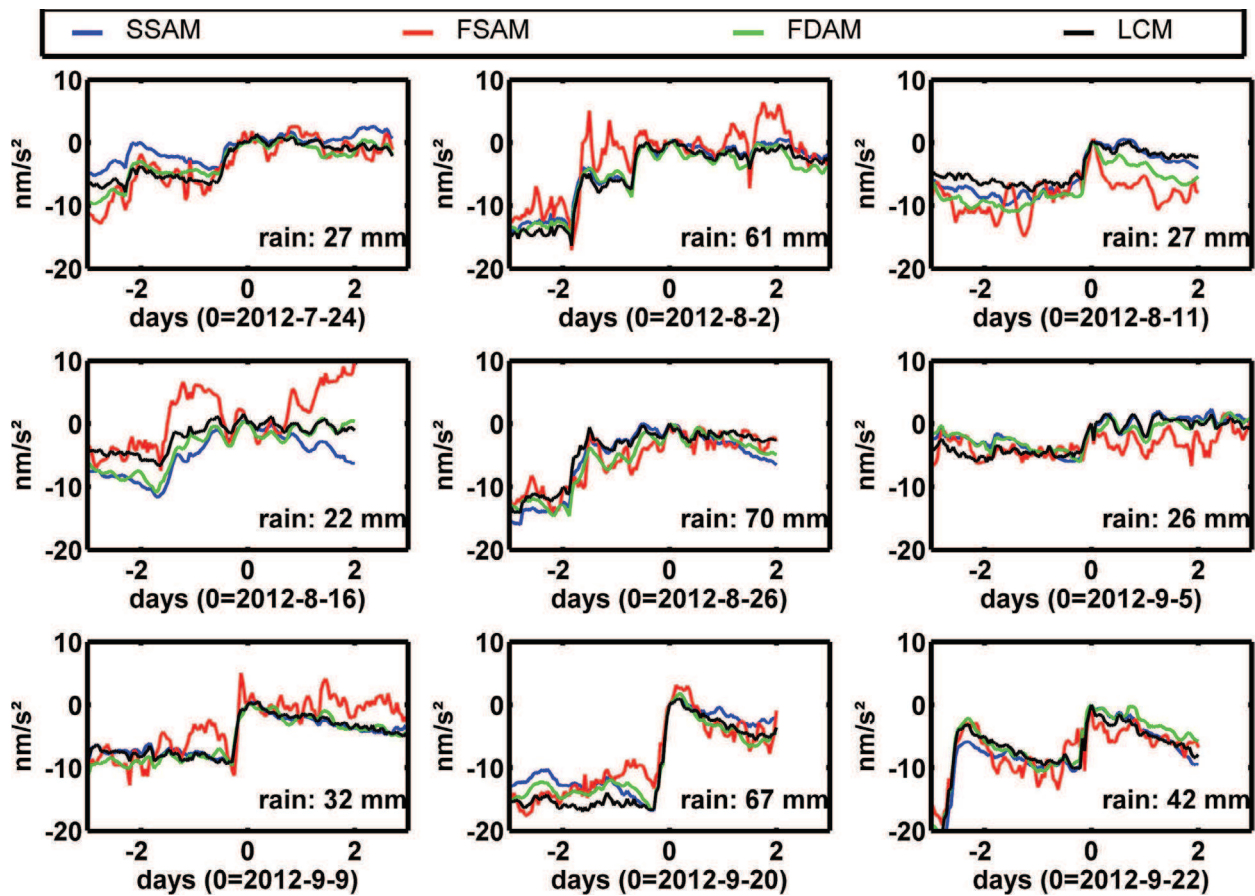 SSAM FSAM FDAM LCM
10 10 10
0 0 0
nm/s² nm/s² nm/s²
-10 -10 -10
rain: 27 mm rain: 61 mm rain: 27 mm
-20 -20 -20
-2 0 2 -2 0 2 -2 0 2
days (0=2012-7-24) days (0=2012-8-2) days (0=2012-8-11)
10 10 10
0 0 0
nm/s² nm/s² nm/s²
-10 -10 -10
rain: 22 mm rain: 70 mm rain: 26 mm
-20 -20 -20
-2 0 2 -2 0 2 -2 0 2
days (0=2012-8-16) days (0=2012-8-26) days (0=2012-9-5)
10 10 10
0 0 0
nm/s² nm/s² nm/s²
-10 -10 -10
rain: 32 mm rain: 67 mm rain: 42 mm
-20 -20 -20
-2 0 2 -2 0 2 -2 0 2
days (0=2012-9-9) days (0=2012-9-20) days (0=2012-9-22)